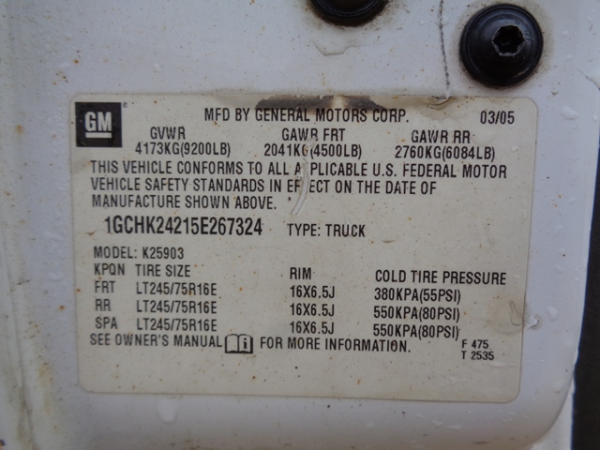 GM MFD BY GENERAL MOTORS CORP. 03/05
GVWR GAWR FRT GAWR RR
4173KG(9200LB) 2041KG(4500LB) 2760KG(6084LB)
THIS VEHICLE CONFORMS TO ALL APPLICABLE U.S. FEDERAL MOTOR
VEHICLE SAFETY STANDARDS IN EFFECT ON THE DATE OF
MANUFACTURE SHOWN ABOVE.
1GCHK24215E267324 TYPE: TRUCK
MODEL: K25903
KPQN TIRE SIZE RIM COLD TIRE PRESSURE
FRT LT245/75R16E 16X6.5J 380KPA(55PSI)
RR LT245/75R16E 16X6.5J 550KPA(80PSI)
SPA LT245/75R16E 16X6.5J 550KPA(80PSI)
SEE OWNER'S MANUAL i FOR MORE INFORMATION. F 475
T 2535